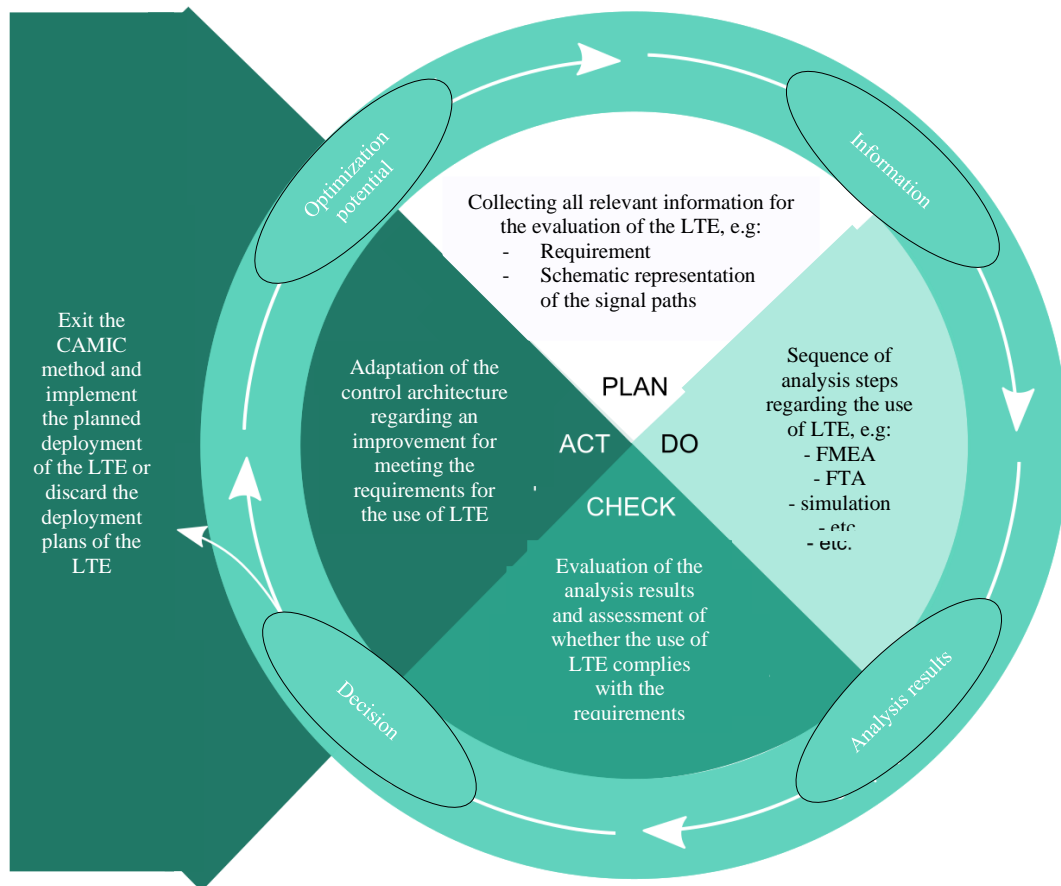 Optimization
potential
Information
Collecting all relevant information for
the evaluation of the LTE, e.g:
- Requirement
- Schematic representation
of the signal paths
Exit the
CAMIC
method and
implement
the planned
deployment
of the LTE or
discard the
deployment
plans of the
LTE
Adaptation of the
control architecture
regarding an
improvement for
meeting the
requirements for
the use of LTE
PLAN
ACT
DO
CHECK
Sequence of
analysis steps
regarding the use
of LTE, e.g:
- FMEA
- FTA
- simulation
- etc
- etc.
Evaluation of the
analysis results
and assessment of
whether the use of
LTE complies
with the
requirements
Decision
Analysis results